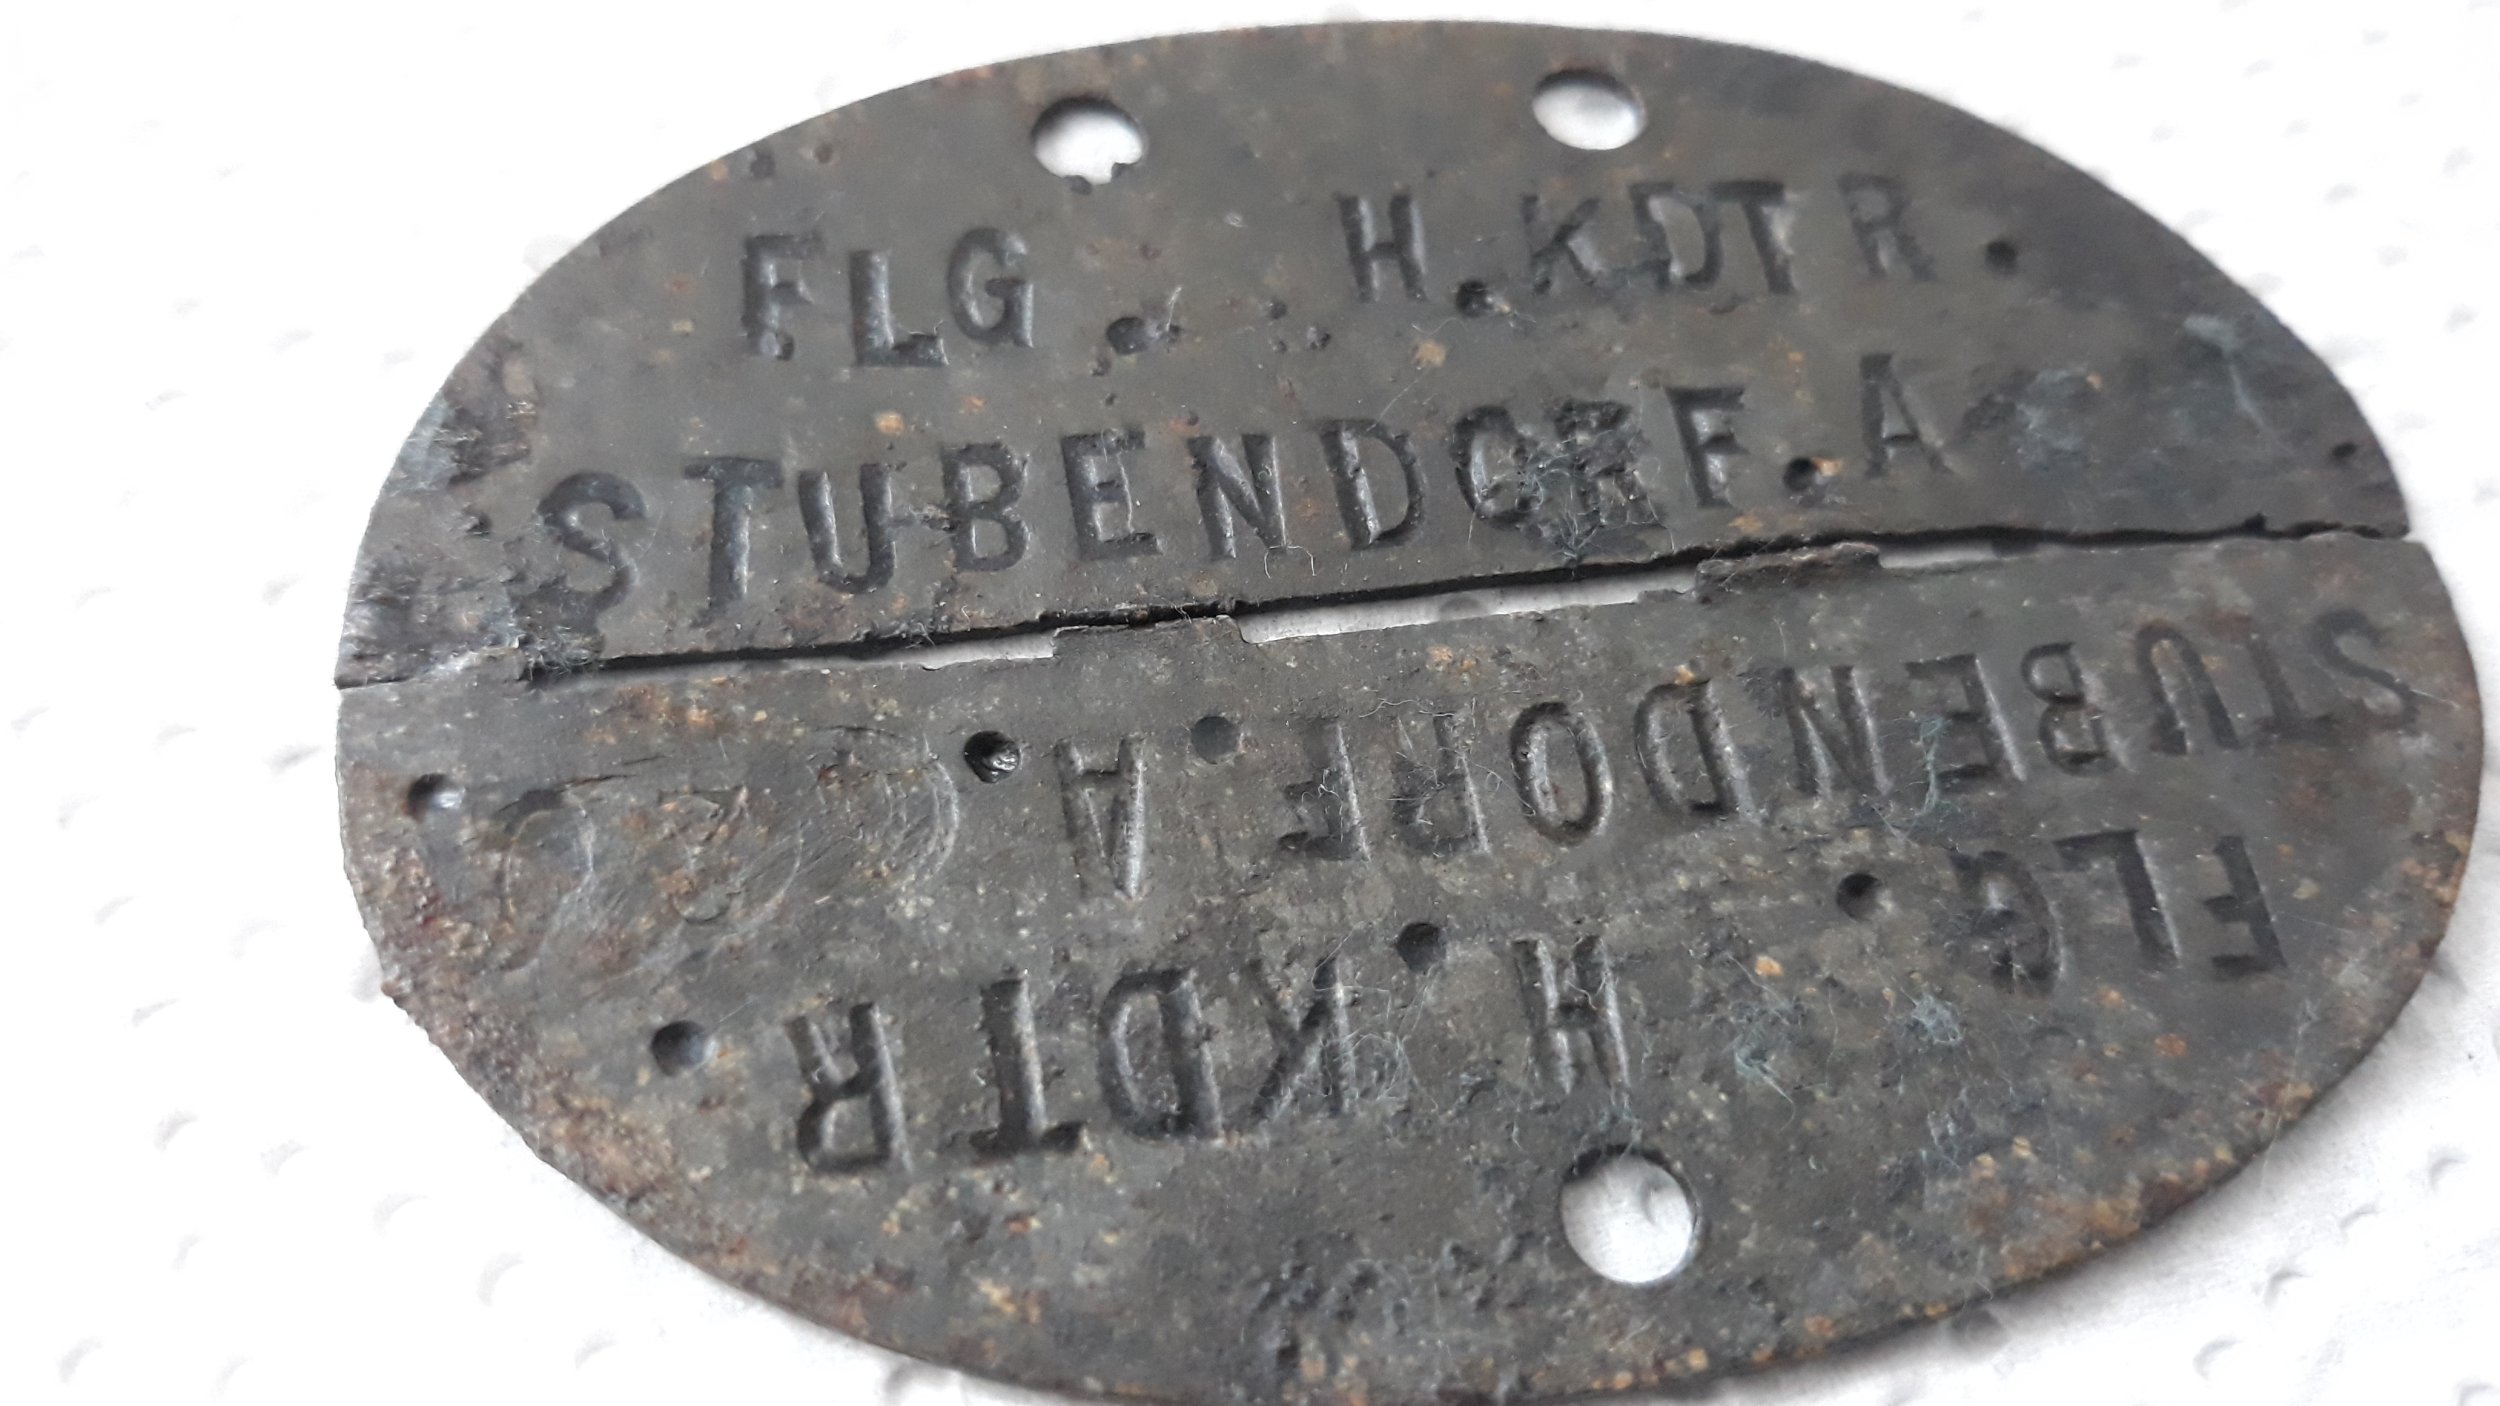 FLG. H.KDTR.
STUBENDORF.A
STUBENDORF.A.
FLG. H.KDTR.